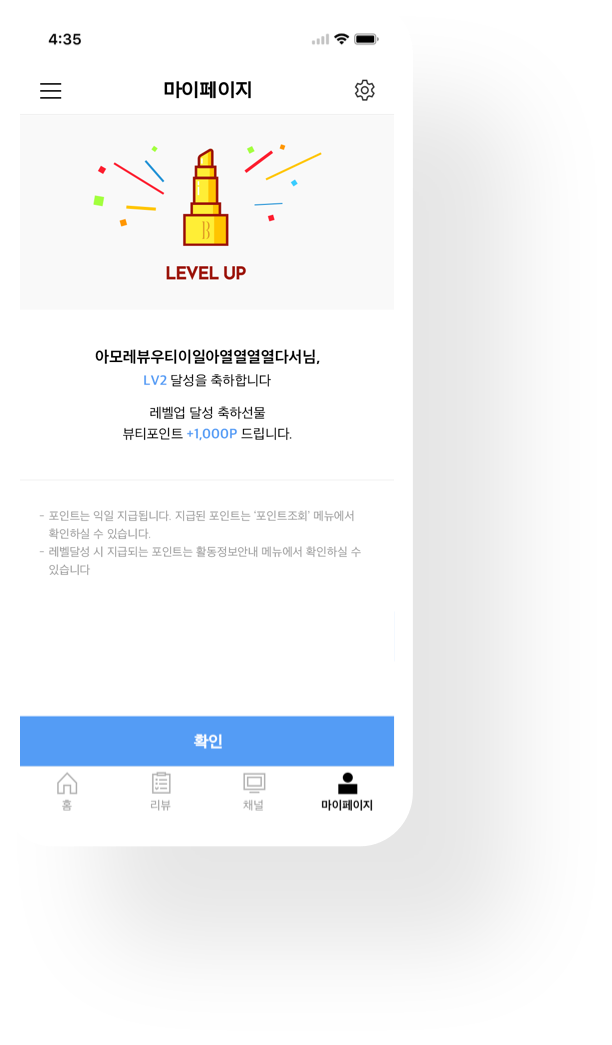 4:35
마이페이지
B
LEVEL UP
아모레뷰우티이일아열열열열다서님,
LV2 달성을 축하합니다
레벨업 달성 축하선물
뷰티포인트 +1,000P 드립니다.
- 포인트는 익일 지급됩니다. 지급된 포인트는 '포인트조회' 메뉴에서
확인하실 수 있습니다.
- 레벨달성 시 지급되는 포인트는 활동정보안내 메뉴에서 확인하실 수
있습니다
확인
홈 리뷰 채널 마이페이지